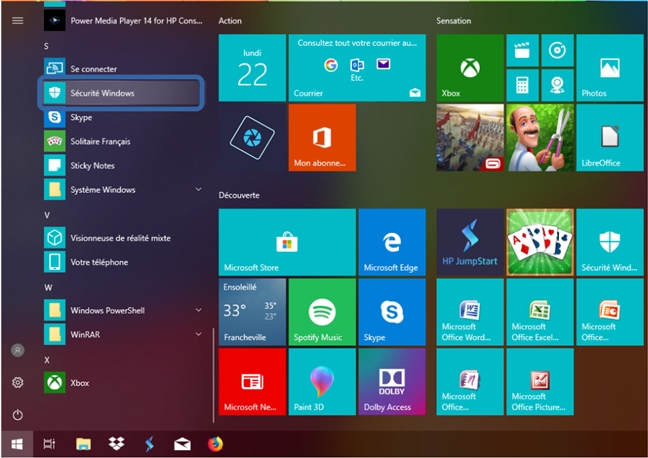 Power Media Player 14 for HP Cons...
S
Se connecter
Sécurité Windows
Skype
Solitaire Français
Sticky Notes
Système Windows
V
Visionneuse de réalité mixte
Votre téléphone
W
Windows PowerShell
WinRAR
X
Xbox
Action
lundi
22
Consultez tout votre courrier au...
Etc.
Courrier
Mon abonne...
Découverte
Microsoft Store
Microsoft Edge
Ensoleillé
33° 35°
23°
Francheville
Spotify Music
Skype
Microsoft Ne...
Paint 3D
DOLBY
Dolby Access
Sensation
Xbox
Photos
LibreOffice
HP JumpStart
Sécurité Wind...
Microsoft
Office Word...
Microsoft
Office Excel...
Microsoft
Office...
Microsoft
Office...
Microsoft
Office Picture...